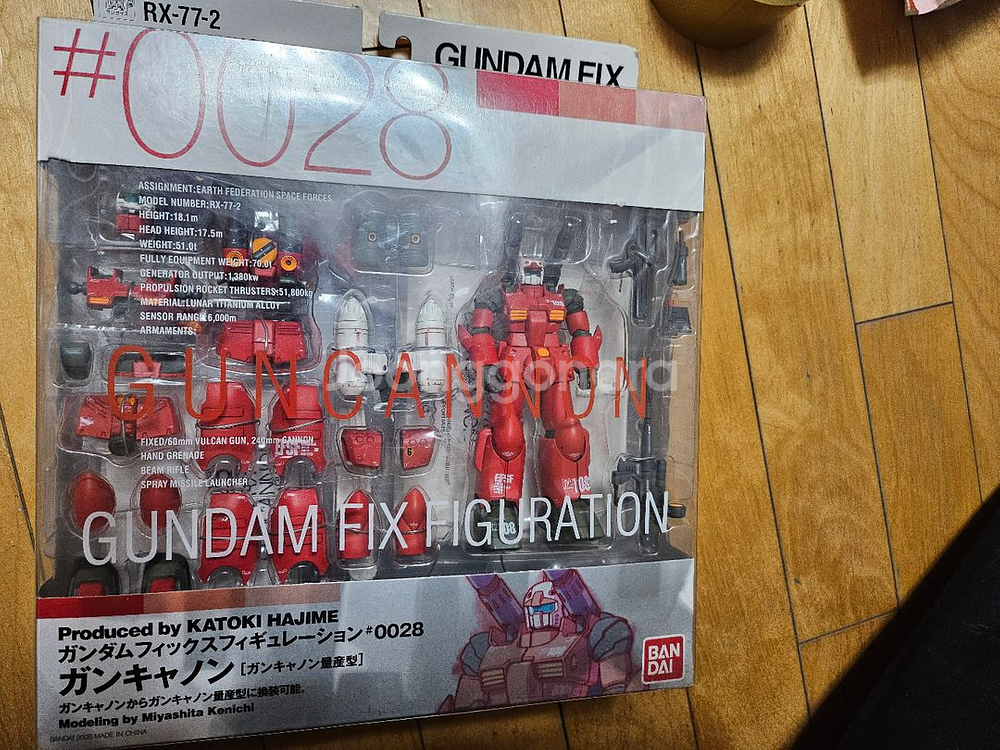 RX-77-2
GUNDAM FIX
#0028
ASSIGNMENT:EARTH FEDERATION SPACE FORCES
MODEL NUMBER:RX-77-2
HEIGHT:18.1m
HEAD HEIGHT:17.5m
WEIGHT:51.0t
FULLY EQUIPMENT WEIGHT:70.0t
GENERATOR OUTPUT:1,380kw
PROPULSION ROCKET THRUSTERS:51,800kg
MATERIAL:LUNAR TITANIUM ALLOY
SENSOR RANGE:6,000m
ARMAMENTS:
GUNCANNON
FIXED/60mm VULCAN GUN, 240mm CANNON
HAND GRENADE
BEAM RIFLE
SPRAY MISSILE LAUNCHER
EFSF
108
GUNDAM FIX FIGURATION
Produced by KATOKI HAJIME
ガンダムフィックスフィギュレーション#0028
ガンキャノン [ガンキャノン量産型]
ガンキャノンからガンキャノン量産型に換装可能。
Modeling by Miyashita Kenichi
MADE IN CHINA
BAN
DAI